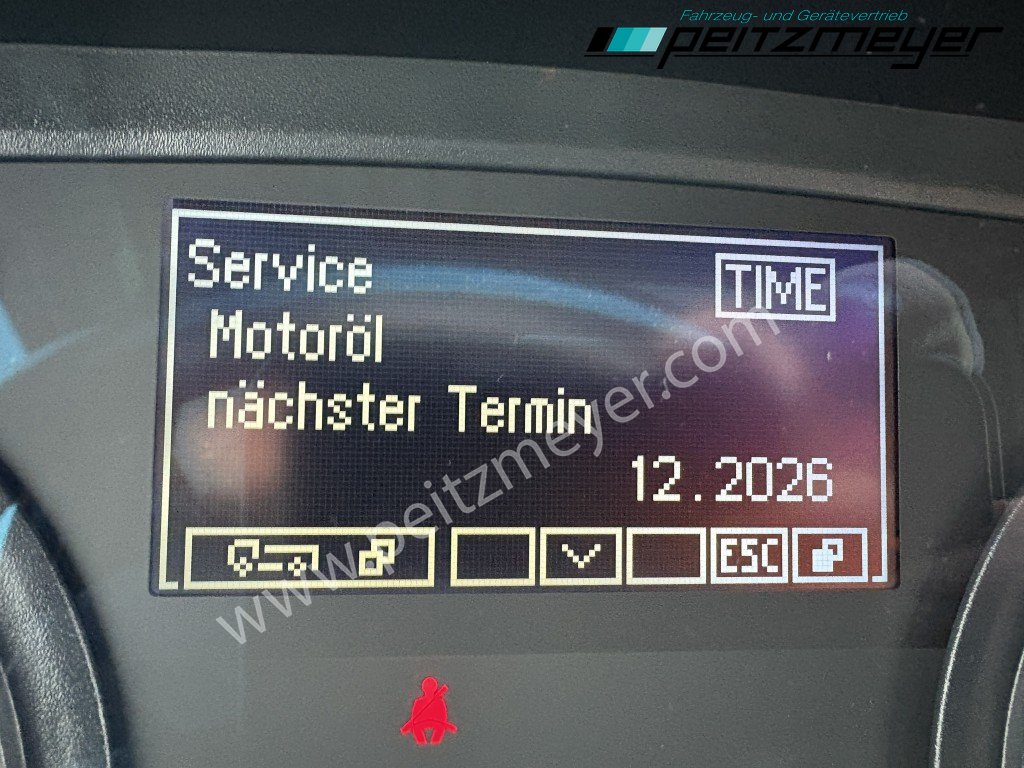 Fahrzeug- und Gerätevertrieb
peitzmeyer
Service
TIME
Motoröl
nächster Termin
12.2026
ESC
www.peitzmeyer.com